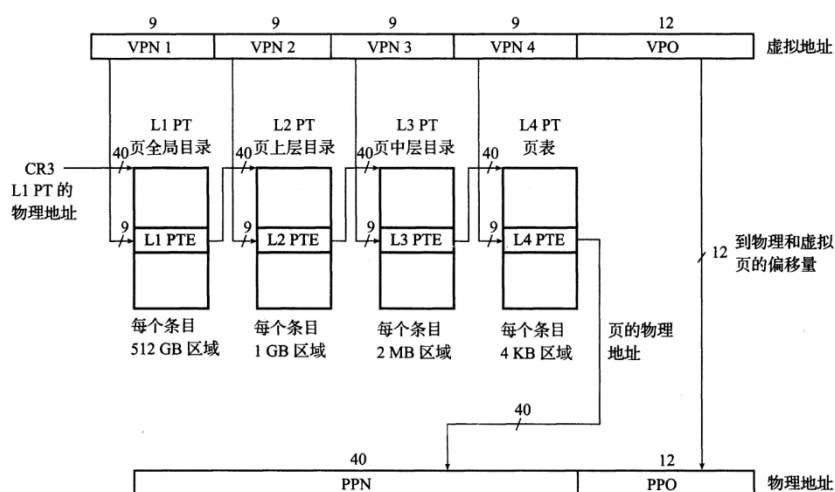 9 9 9 9 12
VPN 1 VPN 2 VPN 3 VPN 4 VPO 虚拟地址
L1 PT L2 PT L3 PT L4 PT
页全局目录 页上层目录 页中层目录 页表
CR3 40 40 40 40
L1 PT 的
物理地址
9 L1 PTE 9 L2 PTE 9 L3 PTE 9 L4 PTE
12 到物理和虚拟
页的偏移量
每个条目 每个条目 每个条目 每个条目 页的物理
512 GB 区域 1 GB 区域 2 MB 区域 4 KB 区域 地址
40
40 12
PPN PPO 物理地址